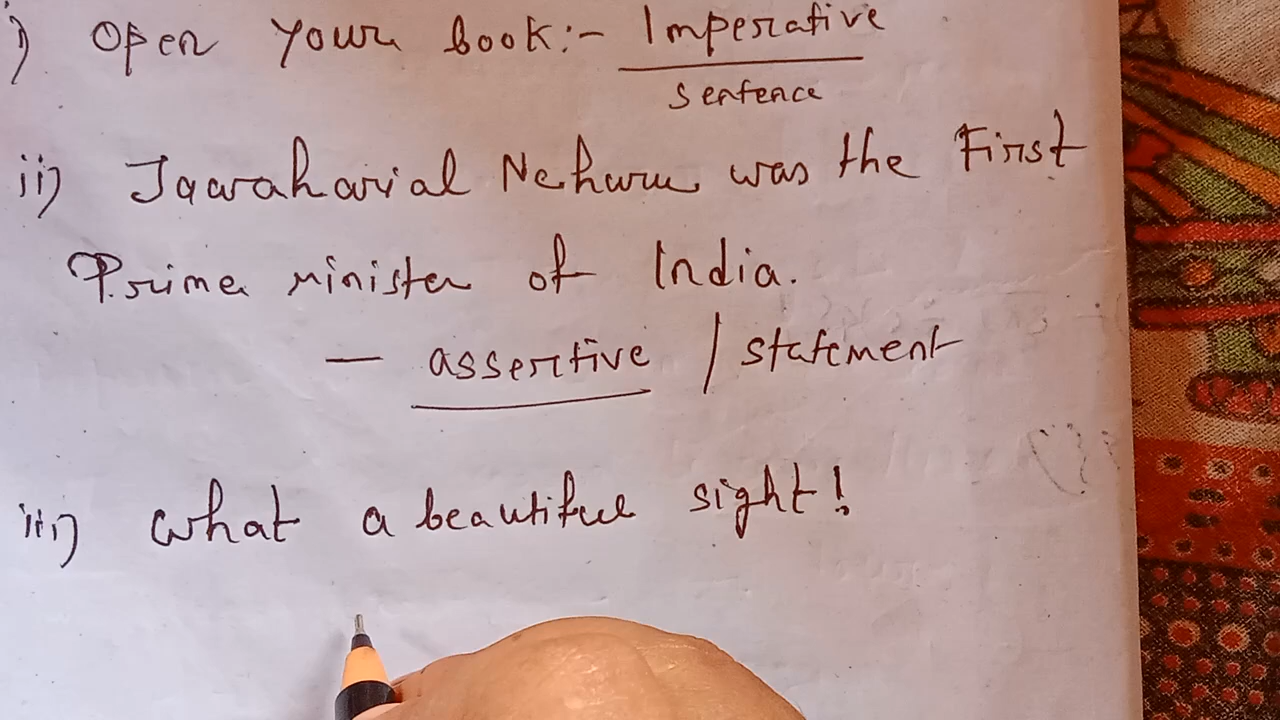 i) Open Your book:- Imperative
sentence
ii) Jawaharlal Nehru was the First
Prime minister of India.
— assertive / statement
iii) What a beautiful sight!